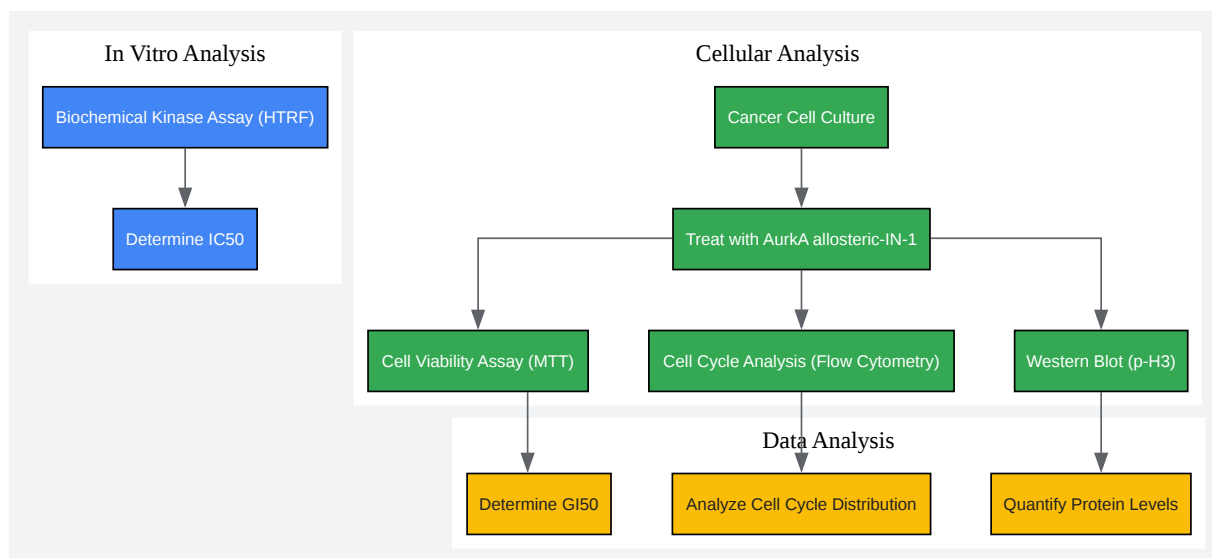 In Vitro Analysis
Biochemical Kinase Assay (HTRF)
Determine IC50
Cellular Analysis
Cancer Cell Culture
Treat with AurkA allosteric-IN-1
Cell Viability Assay (MTT)
Cell Cycle Analysis (Flow Cytometry)
Western Blot (p-H3)
Data Analysis
Determine GI50
Analyze Cell Cycle Distribution
Quantify Protein Levels